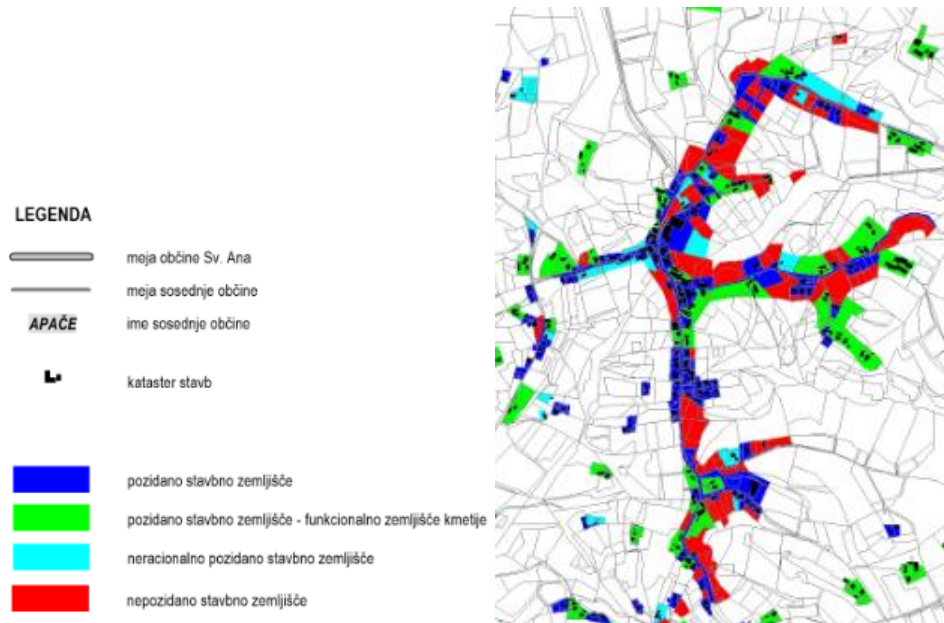 LEGENDA
meja občine Sv. Ana
meja sosednje občine
APAČE
ime sosednje občine
kataster stavb
pozidano stavbno zemljišče
pozidano stavbno zemljišče - funkcionalno zemljišče kmetije
neracionalno pozidano stavbno zemljišče
nepozidano stavbno zemljišče